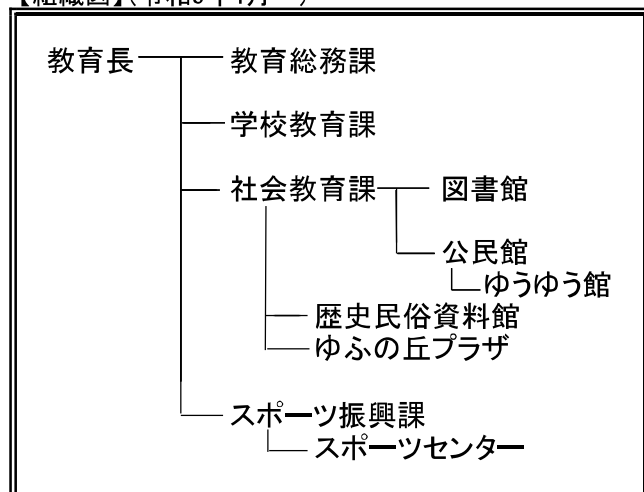 教育長 教育総務課
学校教育課
社会教育課 図書館
公民館
ゆうゆう館
歴史民俗資料館
ゆふの丘プラザ
スポーツ振興課
スポーツセンター